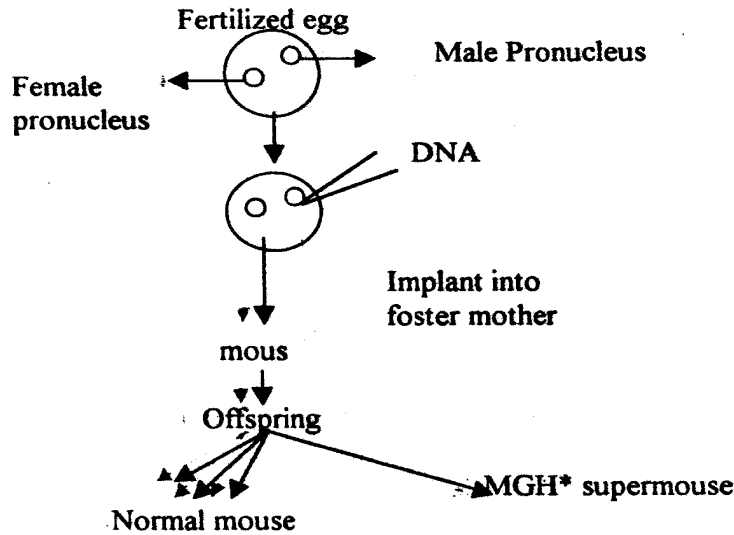 Fertilized egg
Male Pronucleus
Female
pronucleus
DNA
Implant into
foster mother
mous
Offspring
MGH* supermouse
Normal mouse